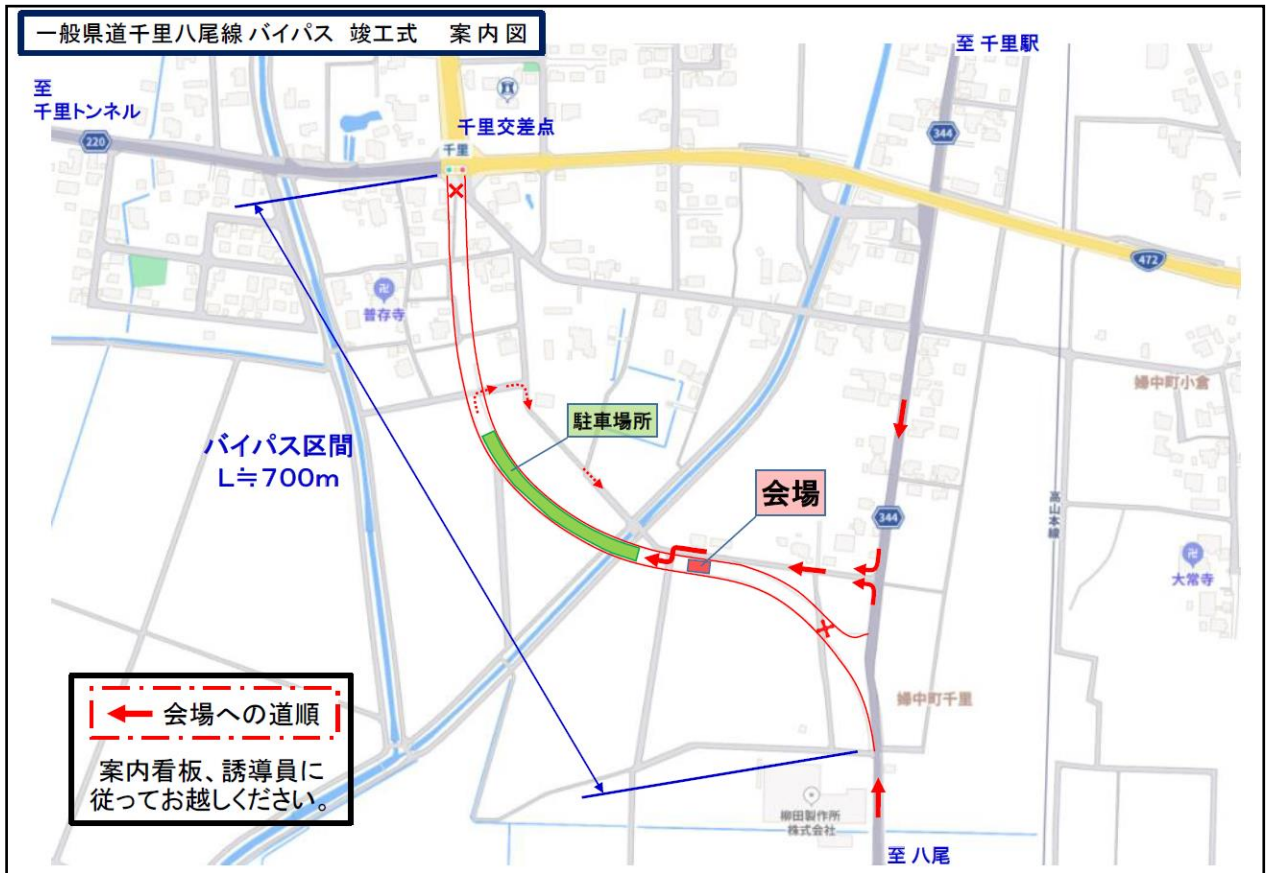 一般県道千里八尾線 バイパス 竣工式 案内図
至 千里駅
至
千里トンネル
千里交差点
220
千里
344
472
普存寺
婦中町小倉
駐車場所
バイパス区間
L≒700m
会場
344
高山本線
大常寺
婦中町千里
会場への道順
案内看板、誘導員に
従ってお越しください。
柳田製作所
株式会社
至 八尾